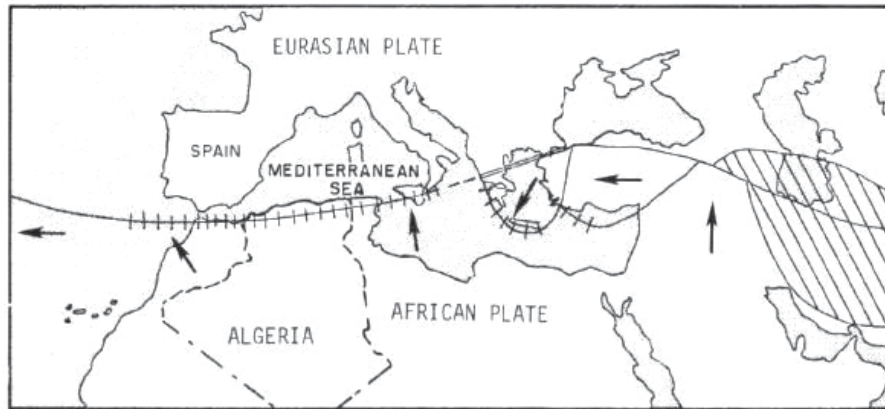 EURASIAN PLATE
SPAIN
MEDITERRANEAN
SEA
AFRICAN PLATE
ALGERIA